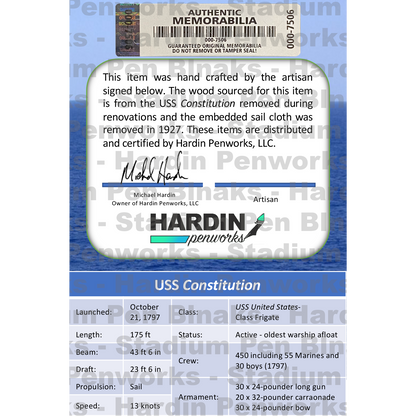 AUTHENTIC
MEMORABILIA
000-7506
GUARANTEED ORIGINAL MEMORABILIA
DO NOT REMOVE OR TAMPER SEAL!
000-7506
This item was hand crafted by the artisan
signed below. The wood sourced for this item
is from the USS Constitution removed during
renovations and the embedded sail cloth was
removed in 1927. These items are distributed
and certified by Hardin Penworks, LLC.
Michael Hardin
Owner of Hardin Penworks, LLC
Artisan
HARDIN
penworks
USS Constitution
Launched: October 21, 1797 Class: USS United States-Class Frigate
Length: 175 ft Status: Active - oldest warship afloat
Beam: 43 ft 6 in Crew: 450 including 55 Marines and 30 boys (1797)
Draft: 23 ft 6 in
Propulsion: Sail Armament: 30 x 24-pounder long gun
20 x 32-pounder carraonade
Speed: 13 knots 30 x 24-pounder bow